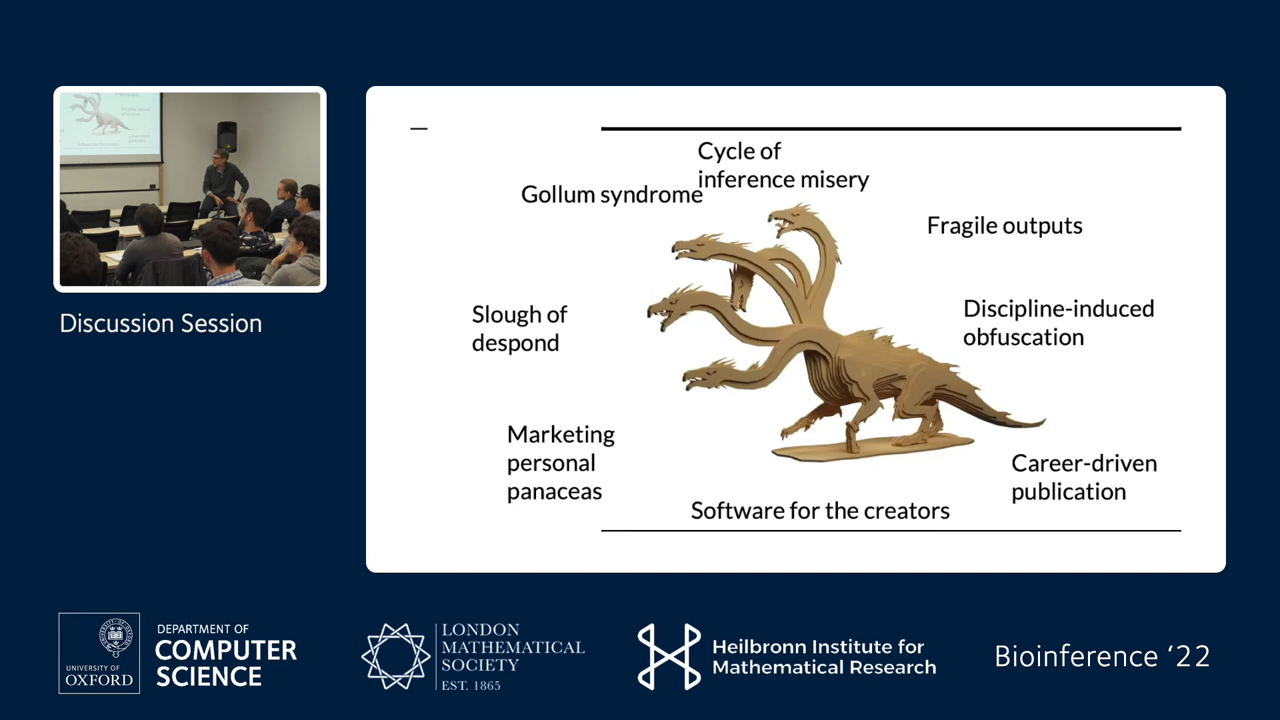 Discussion Session
Cycle of
inference misery
Gollum syndrome
Fragile outputs
Slough of
despond
Discipline-induced
obfuscation
Marketing
personal
panaceas
Career-driven
publication
Software for the creators
UNIVERSITY OF
OXFORD
DEPARTMENT OF
COMPUTER
SCIENCE
LONDON
MATHEMATICAL
SOCIETY
EST. 1865
Heilbronn Institute for
Mathematical Research
Bioinference ‘22